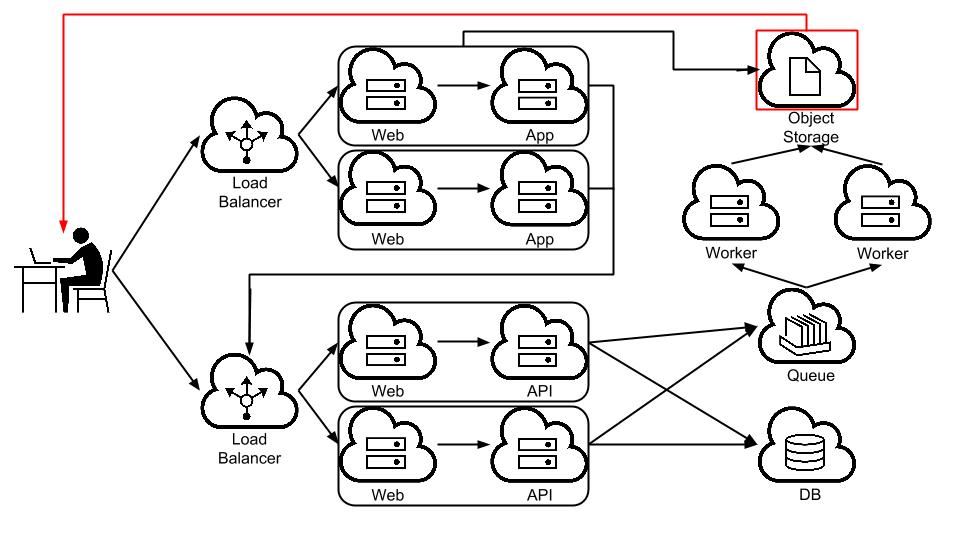 Web
App
Object
Storage
Load
Balancer
Web
App
Worker
Worker
Web
API
Queue
Load
Balancer
Web
API
DB